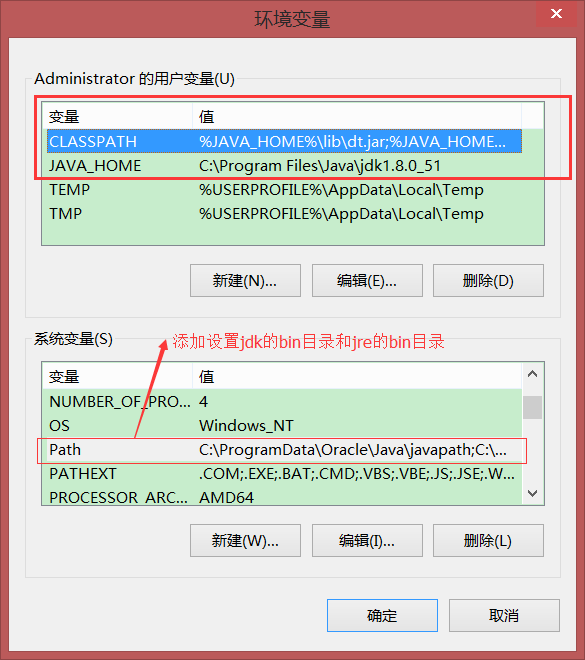 环境变量
Administrator 的用户变量(U)
变量 值
CLASSPATH %JAVA_HOME%\lib\dt.jar;%JAVA_HOME...
JAVA_HOME C:\Program Files\Java\jdk1.8.0_51
TEMP %USERPROFILE%\AppData\Local\Temp
TMP %USERPROFILE%\AppData\Local\Temp
新建(N)... 编辑(E)... 删除(D)
系统变量(S) 添加设置jdk的bin目录和jre的bin目录
变量 值
NUMBER_OF_PRO... 4
OS Windows_NT
Path C:\ProgramData\Oracle\Java\javapath;C:\...
PATHEXT .COM;.EXE;.BAT;.CMD;.VBS;.VBE;.JS;.JSE;.W...
PROCESSOR_ARC... AMD64
新建(W)... 编辑(I)... 删除(L)
确定 取消